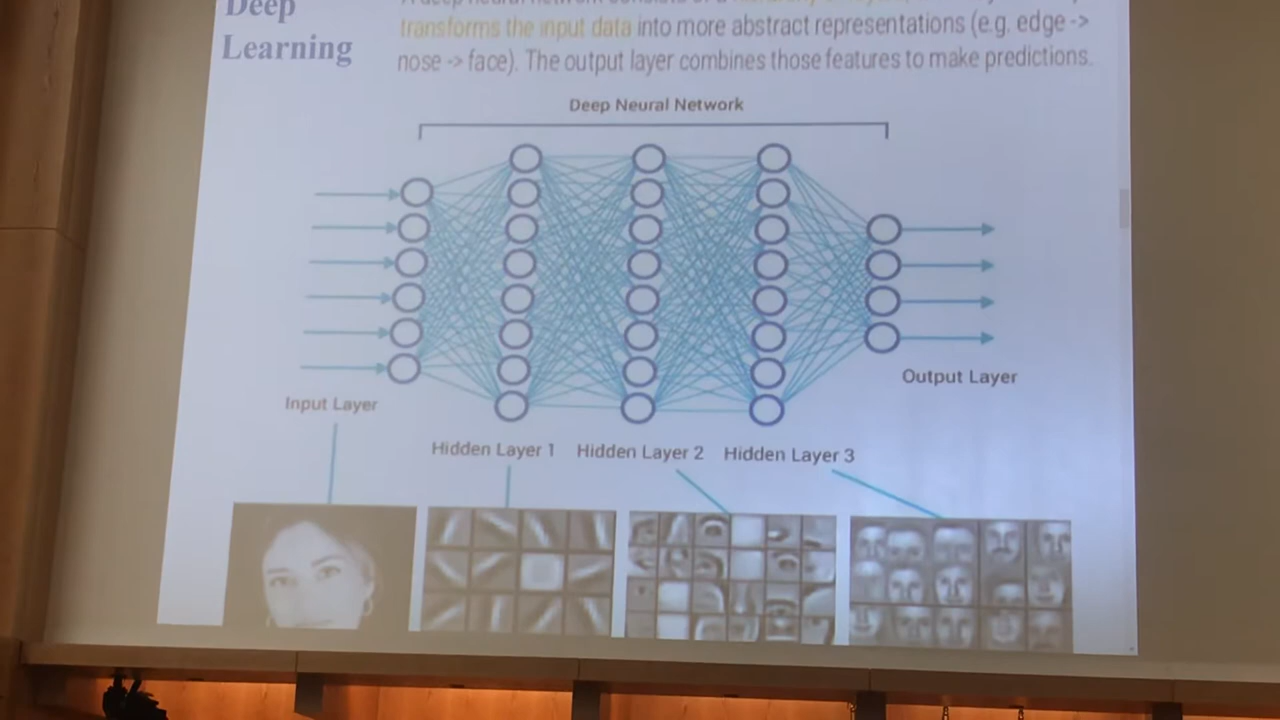 Deep
Learning
transforms the input data into more abstract representations (e.g. edge ->
nose -> face). The output layer combines those features to make predictions.
Deep Neural Network
Output Layer
Input Layer
Hidden Layer 1
Hidden Layer 2
Hidden Layer 3